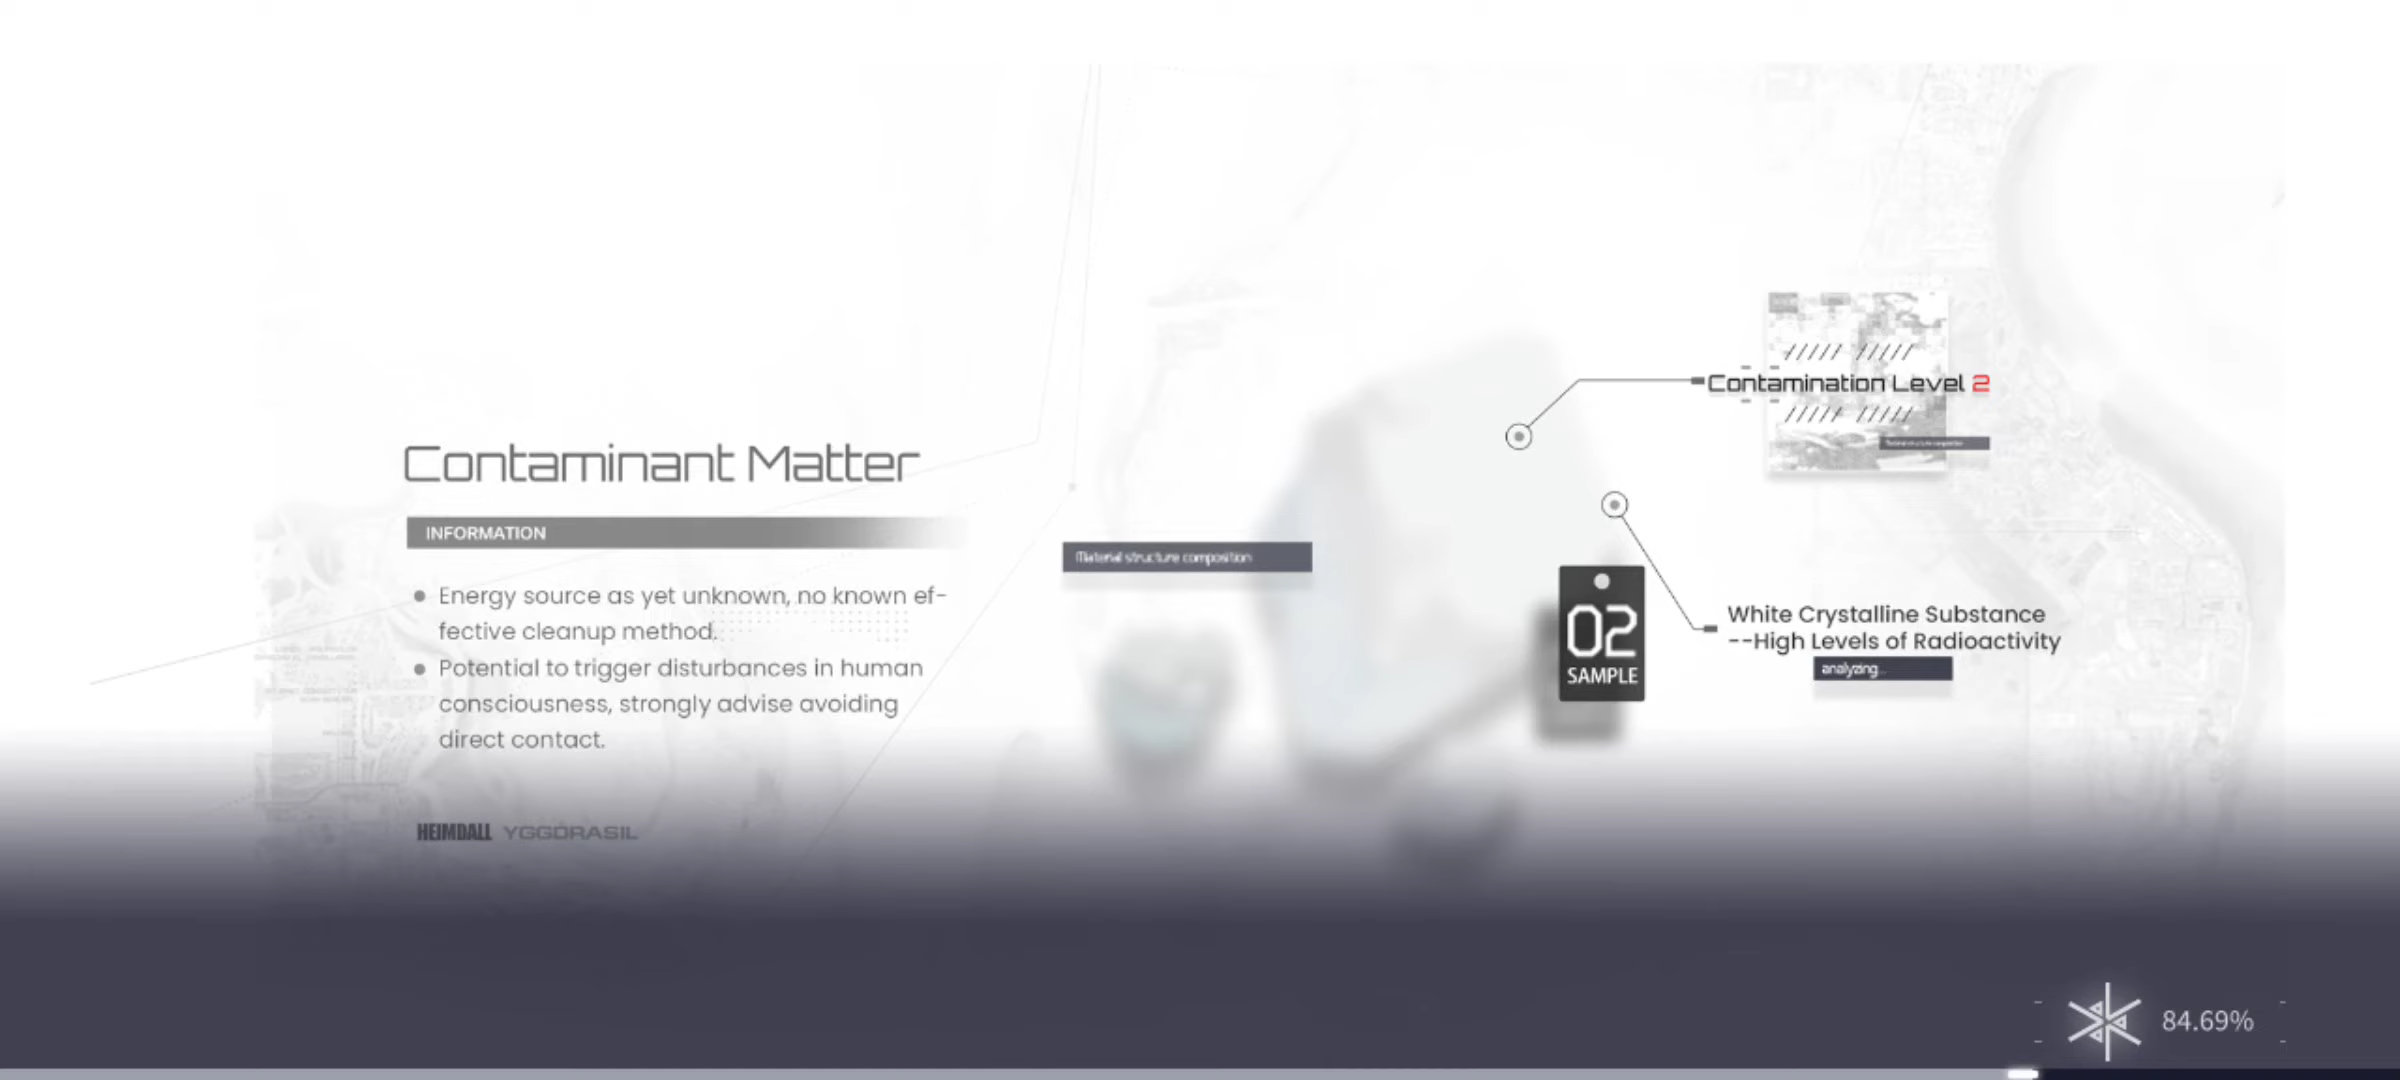 Contaminant Matter
INFORMATION
Energy source as yet unknown, no known ef-
fective cleanup method.
Potential to trigger disturbances in human
consciousness, strongly advise avoiding
direct contact.
HEIMDALL YGGDRASIL
Material structure composition
Contamination Level 2
02
SAMPLE
White Crystalline Substance
--High Levels of Radioactivity
analyzing...
84.69%